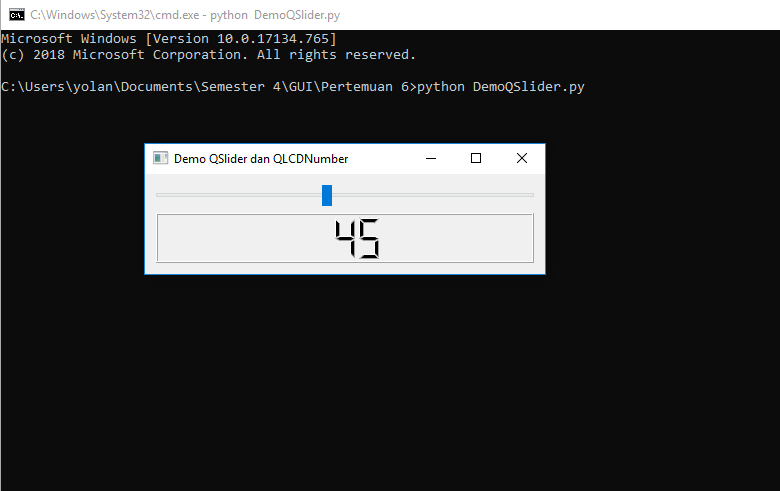 C:\Windows\System32\cmd.exe - python  DemoQSlider.py
Microsoft Windows [Version 10.0.17134.765]
(c) 2018 Microsoft Corporation. All rights reserved.
C:\Users\yolan\Documents\Semester 4\GUI\Pertemuan 6>python DemoQSlider.py
Demo QSlider dan QLCDNumber
45